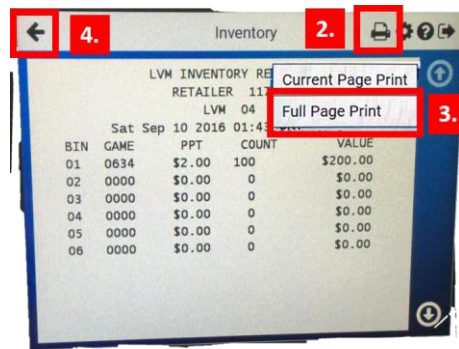 4. Inventory 2.
LVM INVENTORY RE
Current Page Print
RETAILER 117
Full Page Print
3.
LVM 04
Sat Sep 10 2016 01:43
BIN GAME PPT COUNT VALUE
01 0634 $2.00 100 $200.00
02 0000 $0.00 0 $0.00
03 0000 $0.00 0 $0.00
04 0000 $0.00 0 $0.00
05 0000 $0.00 0 $0.00
06 0000 $0.00 0 $0.00